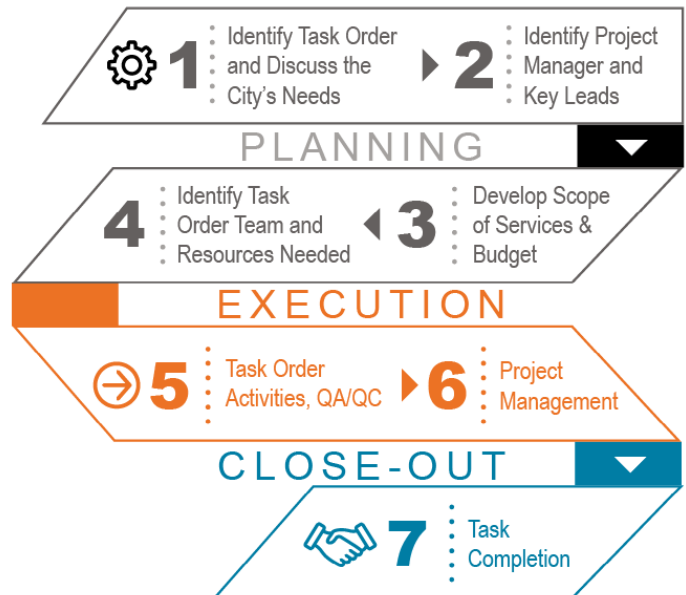 1
Identify Task Order
and Discuss the
City's Needs
2
Identify Project
Manager and
Key Leads
PLANNING
3
Develop Scope
of Services &
Budget
4
Identify Task
Order Team and
Resources Needed
EXECUTION
5
Task Order
Activities, QA/QC
6
Project
Management
CLOSE-OUT
7
Task
Completion